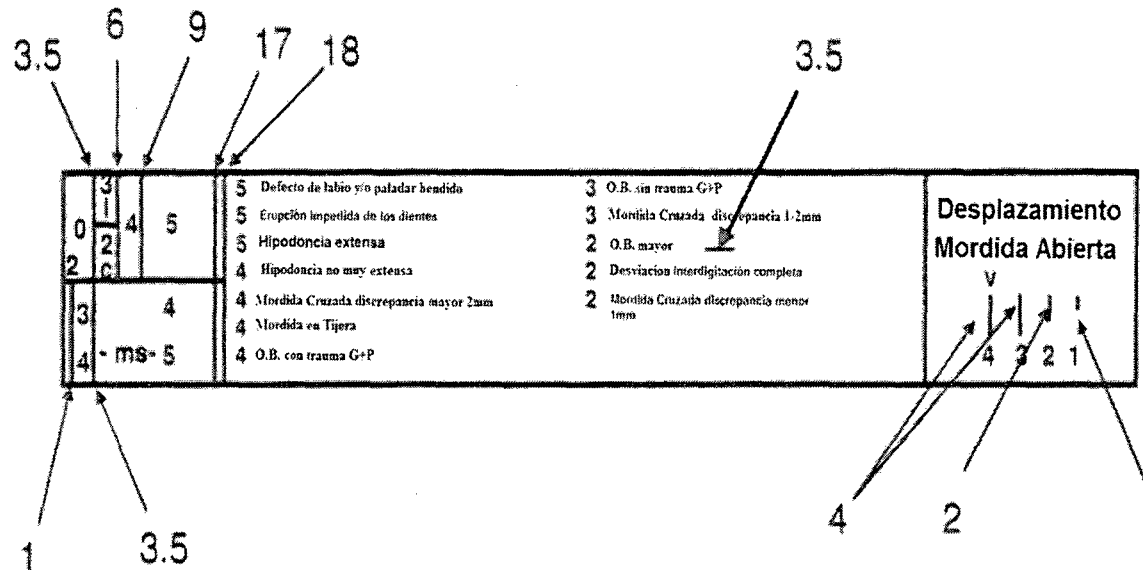 3.5 6 9 17 18 3.5
0 2
3
I
2
c
4 5
3 4
4 - ms- 5
5 Defecto de labio y/o paladar hendido
5 Erupción Impedida de los dientes
5 Hipodoncia extensa
4 Hipodoncia no muy extensa
4 Mordida Cruzada discrepancia mayor 2mm
4 Mordida en Tijera
4 O.B. con trauma G+P
3 O.B. sin trauma G+P
3 Mordida Cruzada discrepancia 1-2mm
2 O.B. mayor
2 Desviacion Interdigitación completa
2 Mordida Cruzada discrepancia menor
1mm
Desplazamiento
Mordida Abierta
V
4 3 2 1
4 2
1 3.5